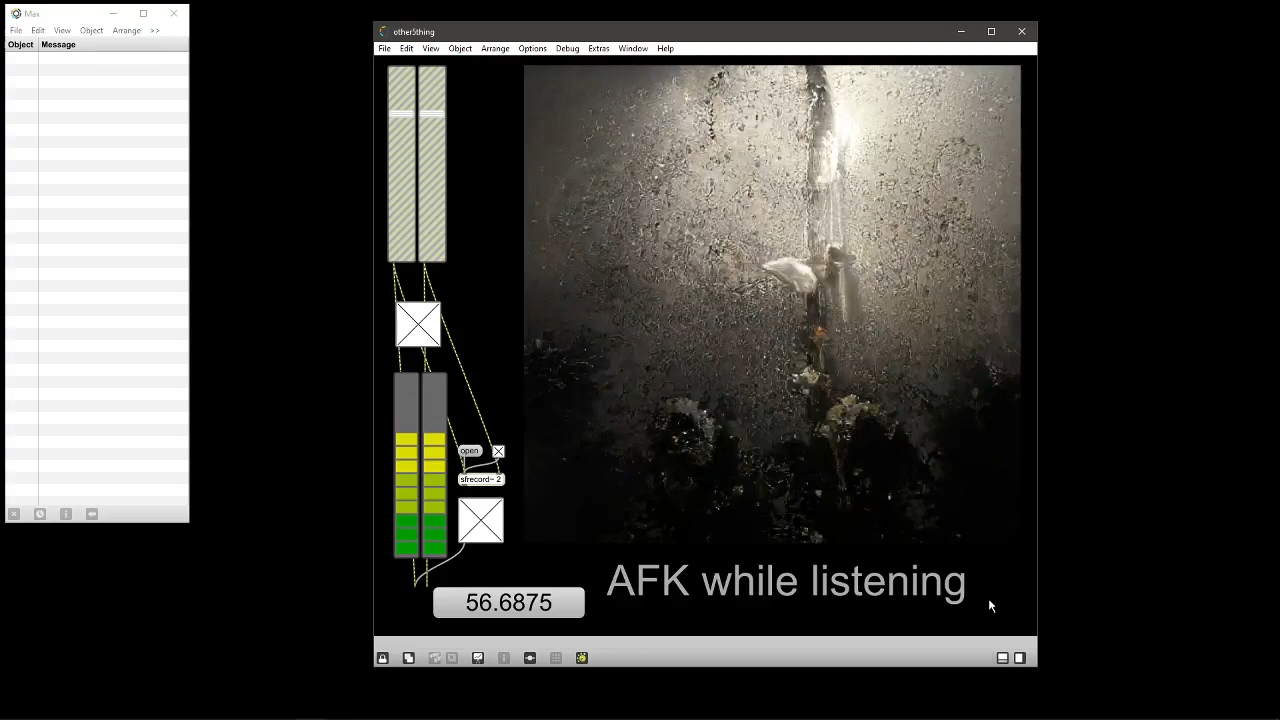 Max
File Edit View Object Arrange >>
Object Message
other5thing
File Edit View Object Arrange Options Debug Extras Window Help
open
sfrecord~ 2
56.6875
AFK while listening